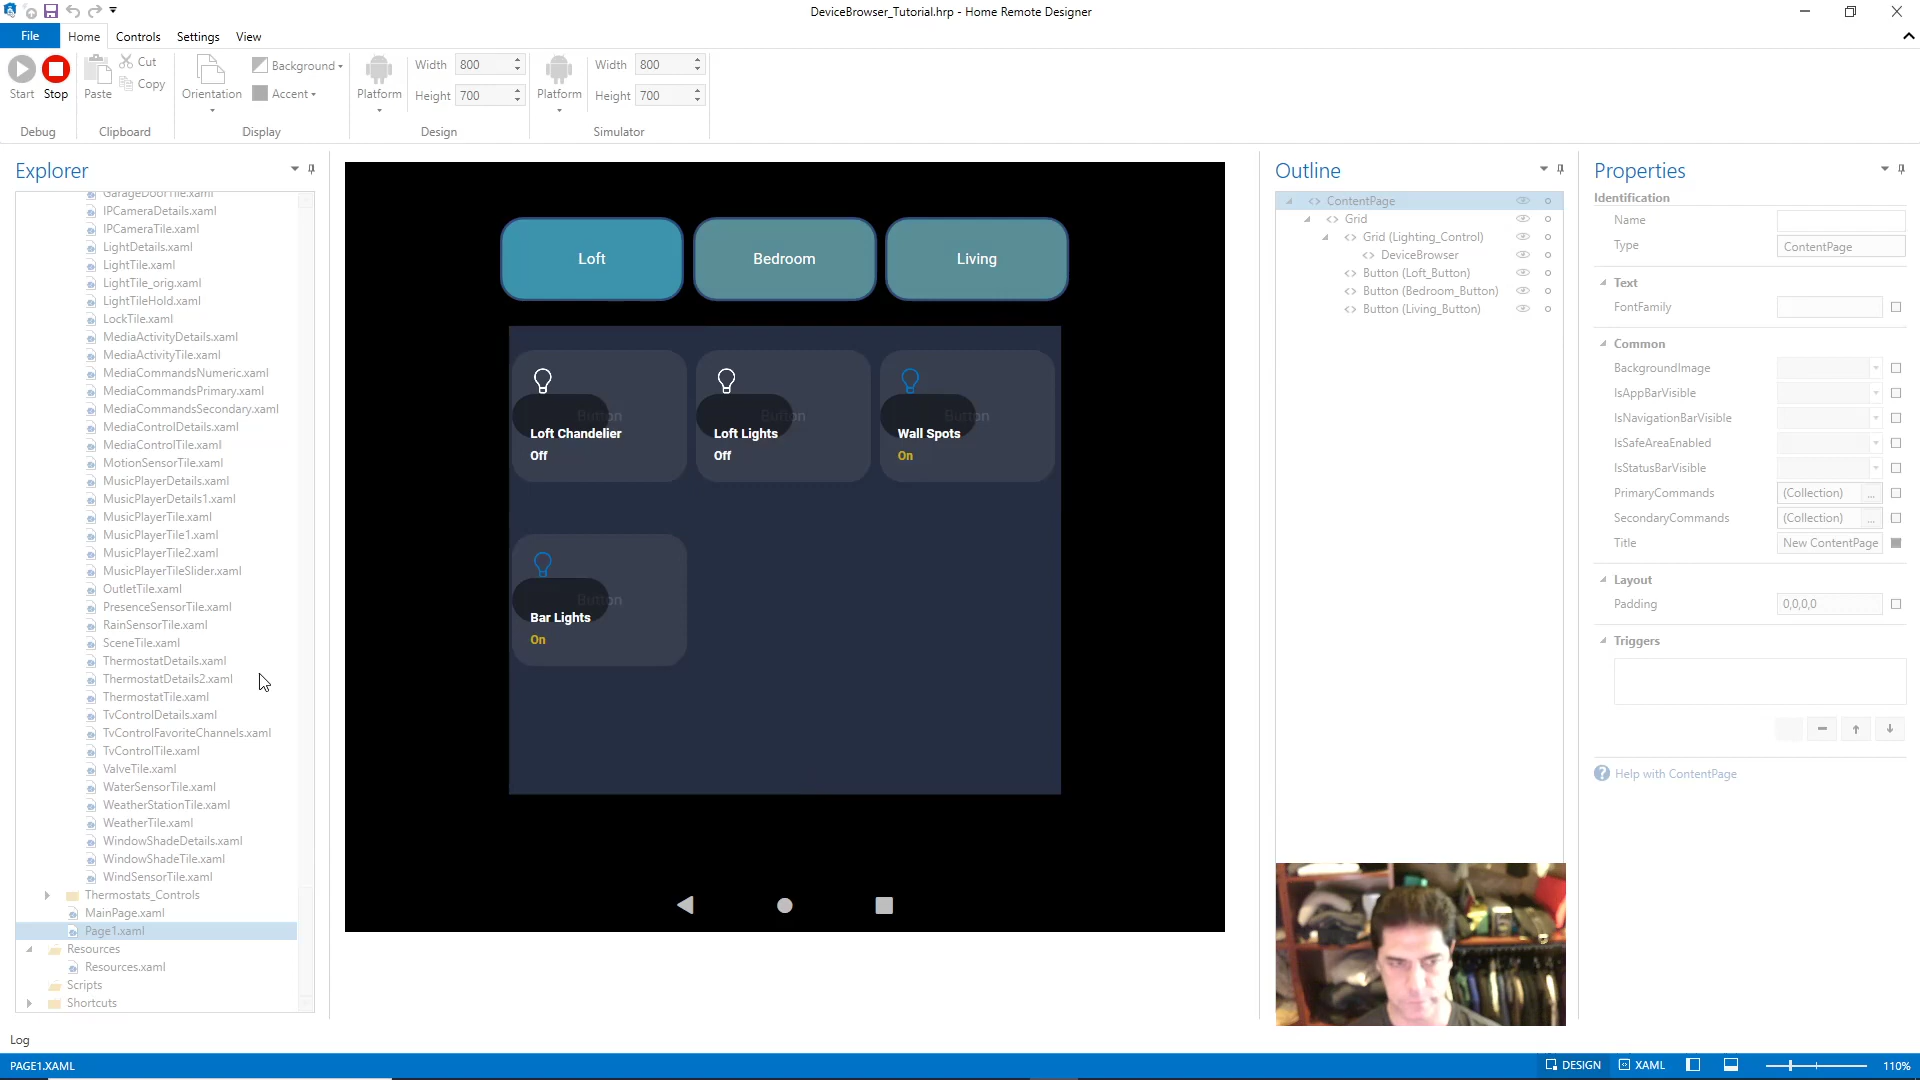 DeviceBrowser_Tutorial.hrp - Home Remote Designer
File Home Controls Settings View
Start Stop
Debug
Paste Cut Copy
Clipboard
Orientation Background Accent
Display
Platform Width 800 Height 700
Design
Platform Width 800 Height 700
Simulator
Explorer
GarageDoorTile.xaml
IPCameraDetails.xaml
IPCameraTile.xaml
LightDetails.xaml
LightTile.xaml
LightTile_orig.xaml
LightTileHold.xaml
LockTile.xaml
MediaActivityDetails.xaml
MediaActivityTile.xaml
MediaCommandsNumeric.xaml
MediaCommandsPrimary.xaml
MediaCommandsSecondary.xaml
MediaControlDetails.xaml
MediaControlTile.xaml
MotionSensorTile.xaml
MusicPlayerDetails.xaml
MusicPlayerDetails1.xaml
MusicPlayerTile.xaml
MusicPlayerTile1.xaml
MusicPlayerTile2.xaml
MusicPlayerTileSlider.xaml
OutletTile.xaml
PresenceSensorTile.xaml
RainSensorTile.xaml
SceneTile.xaml
ThermostatDetails.xaml
ThermostatDetails2.xaml
ThermostatTile.xaml
TvControlDetails.xaml
TvControlFavoriteChannels.xaml
TvControlTile.xaml
ValveTile.xaml
WaterSensorTile.xaml
WeatherStationTile.xaml
WeatherTile.xaml
WindowShadeDetails.xaml
WindowShadeTile.xaml
WindSensorTile.xaml
Thermostats_Controls
MainPage.xaml
Page1.xaml
Resources
Resources.xaml
Scripts
Shortcuts
Loft Bedroom Living
Button
Loft Chandelier
Off
Button
Loft Lights
Off
Button
Wall Spots
On
Button
Bar Lights
On
Outline
ContentPage
Grid
Grid (Lighting_Control)
DeviceBrowser
Button (Loft_Button)
Button (Bedroom_Button)
Button (Living_Button)
Properties
Identification
Name
Type ContentPage
Text
FontFamily
Common
BackgroundImage
IsAppBarVisible
IsNavigationBarVisible
IsSafeAreaEnabled
IsStatusBarVisible
PrimaryCommands (Collection) ...
SecondaryCommands (Collection) ...
Title New ContentPage
Layout
Padding 0,0,0,0
Triggers
Help with ContentPage
Log
PAGE1.XAML DESIGN XAML 110%